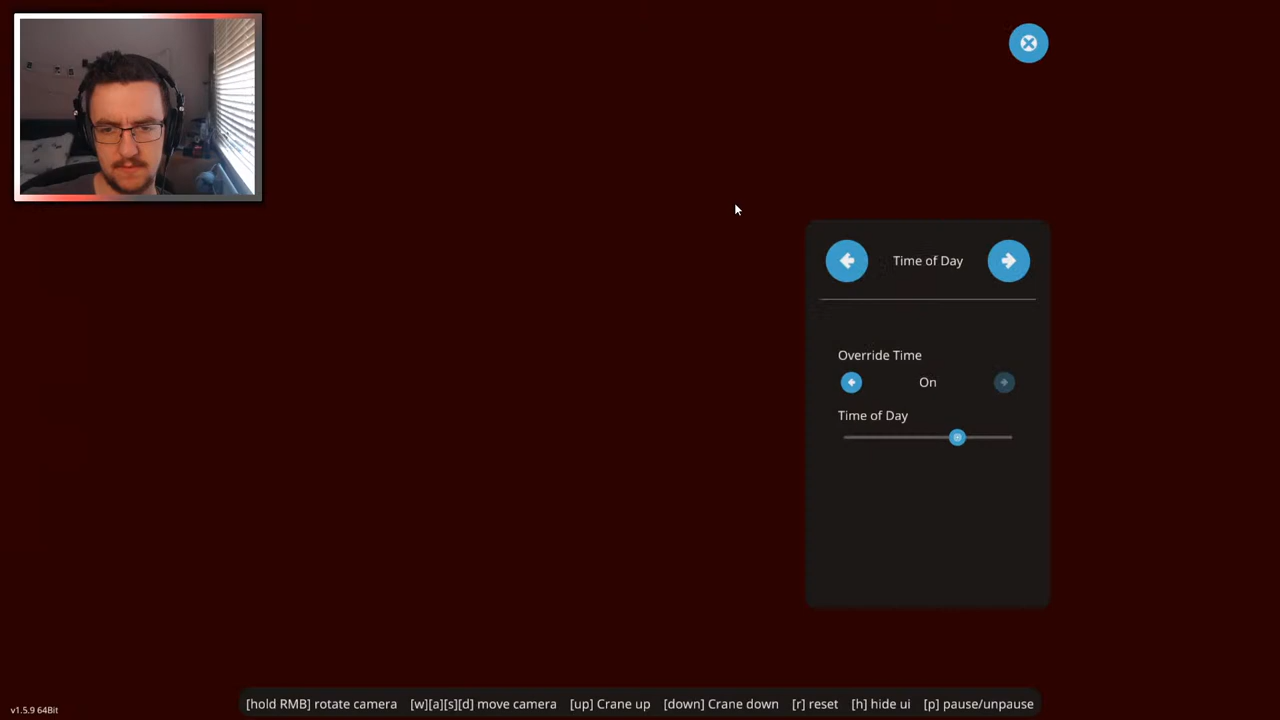 Time of Day
Override Time
On
Time of Day
[hold RMB] rotate camera [w][a][s][d] move camera [up] Crane up [down] Crane down [r] reset [h] hide ui [p] pause/unpause
v1.5.9 64Bit